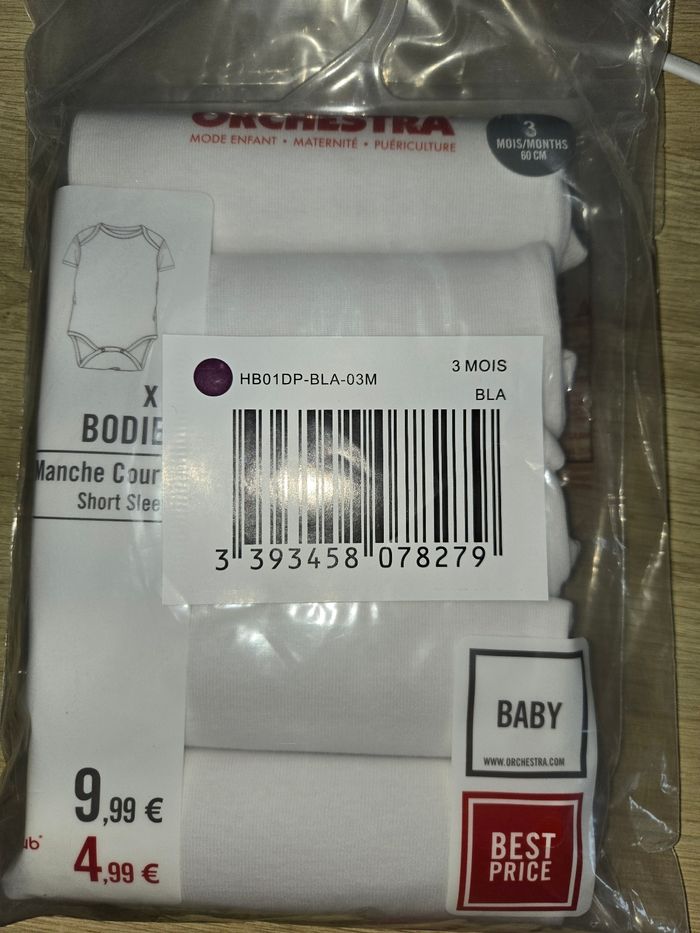 ORCHESTRA
MODE ENFANT • MATERNITÉ • PUÉRICULTURE
3
MOIS/MONTHS
60 CM
HB01DP-BLA-03M
3 MOIS
BLA
3 393458 078279
X
BODIE
Manche Cour
Short Slee
BABY
WWW.ORCHESTRA.COM
9,99 €
4,99 €
BEST
PRICE